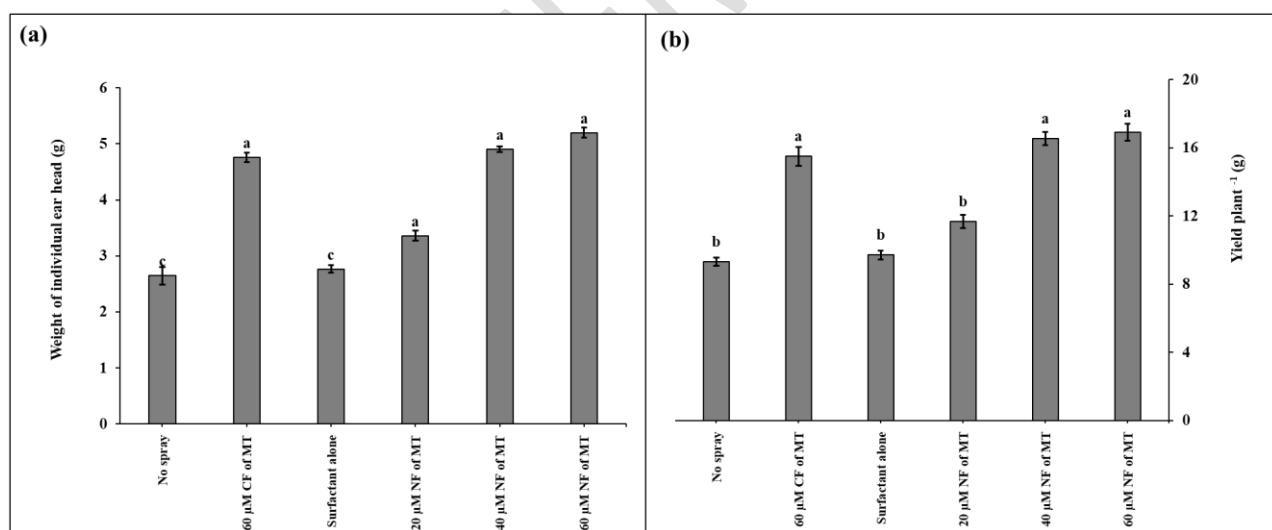 (a)
Weight of individual ear head (g)
6
5
4
3
2
1
0
c
a
c
a
a
a
No spray
60 µM CF of MT
Surfactant alone
20 µM NF of MT
40 µM NF of MT
60 µM NF of MT
(b)
20
16
12
8
4
0
Yield plant -1 (g)
b
a
b
b
a
a
No spray
60 µM CF of MT
Surfactant alone
20 µM NF of MT
40 µM NF of MT
60 µM NF of MT